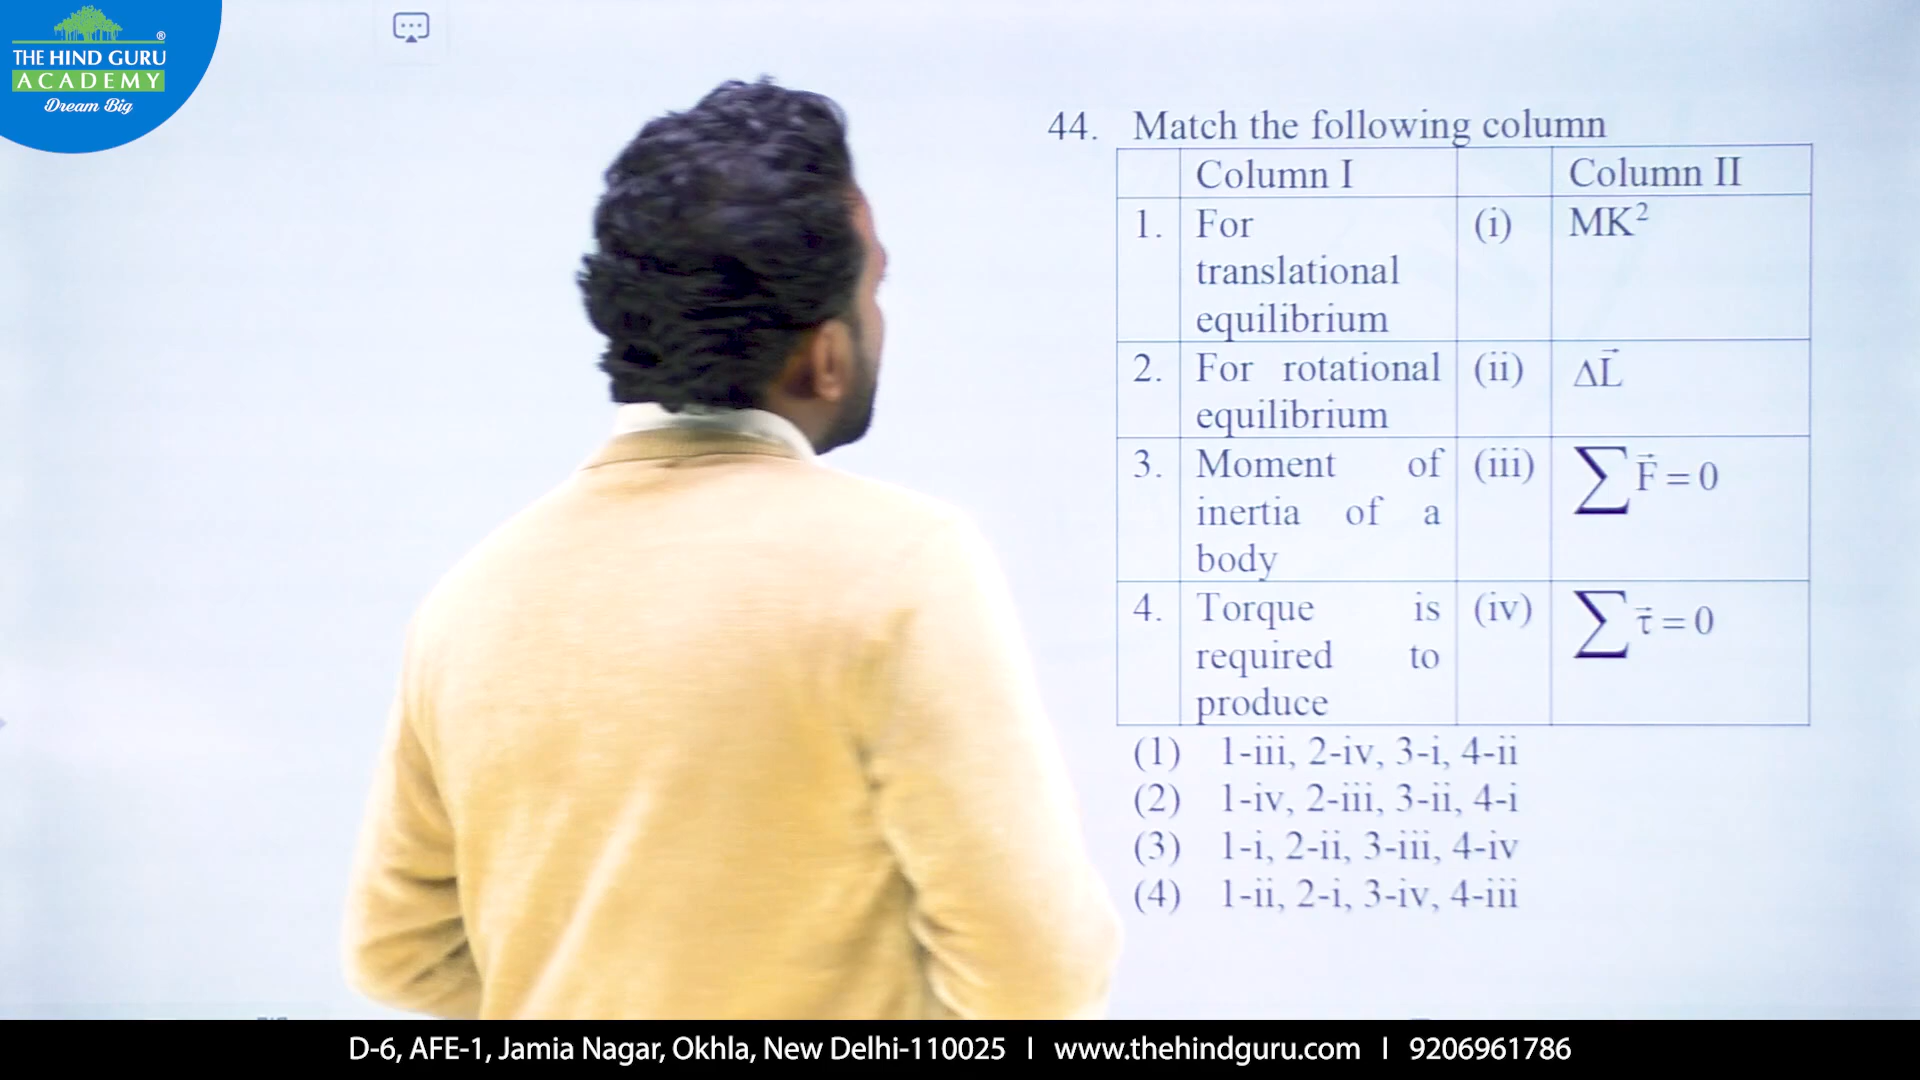 THE HIND GURU ®
ACADEMY
Dream Big
44. Match the following column
Column I Column II
1. For translational equilibrium (i) MK²
2. For rotational equilibrium (ii) ΔL⃗
3. Moment of inertia of a body (iii) ∑F⃗ = 0
4. Torque is required to produce (iv) ∑τ⃗ = 0
(1) 1-iii, 2-iv, 3-i, 4-ii
(2) 1-iv, 2-iii, 3-ii, 4-i
(3) 1-i, 2-ii, 3-iii, 4-iv
(4) 1-ii, 2-i, 3-iv, 4-iii
D-6, AFE-1, Jamia Nagar, Okhla, New Delhi-110025 | www.thehindguru.com | 9206961786